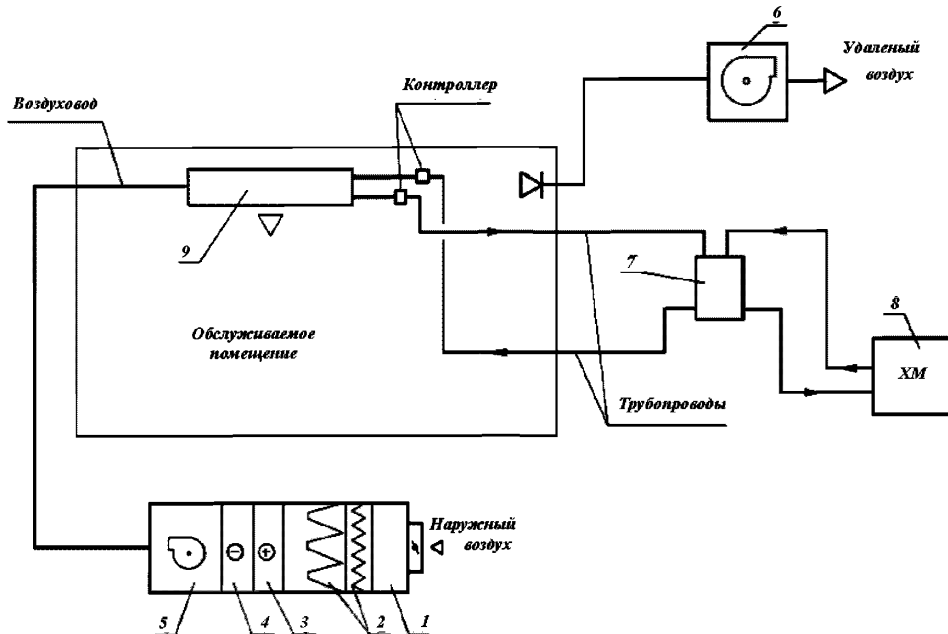 6
Удаленый
воздух
Воздуховод
Контроллер
9
7
8
Обслуживаемое
помещение
ХМ
Трубопроводы
Наружный
воздух
5
4
3
2
1